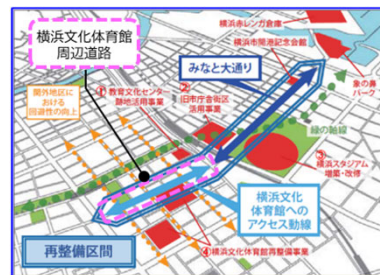 横浜文化体育館
周辺道路
横浜赤レンガ倉庫
横浜市開港記念会館
みなと大通り
象の鼻
パーク
関外地区に
おける
回遊性の向上
①教育文化センター
跡地活用事業
②
旧市庁舎街区
活用事業
緑の軸線
③
横浜スタジアム
増築・改修
横浜文化
体育館への
アクセス動線
再整備区間
④横浜文化体育館再整備事業